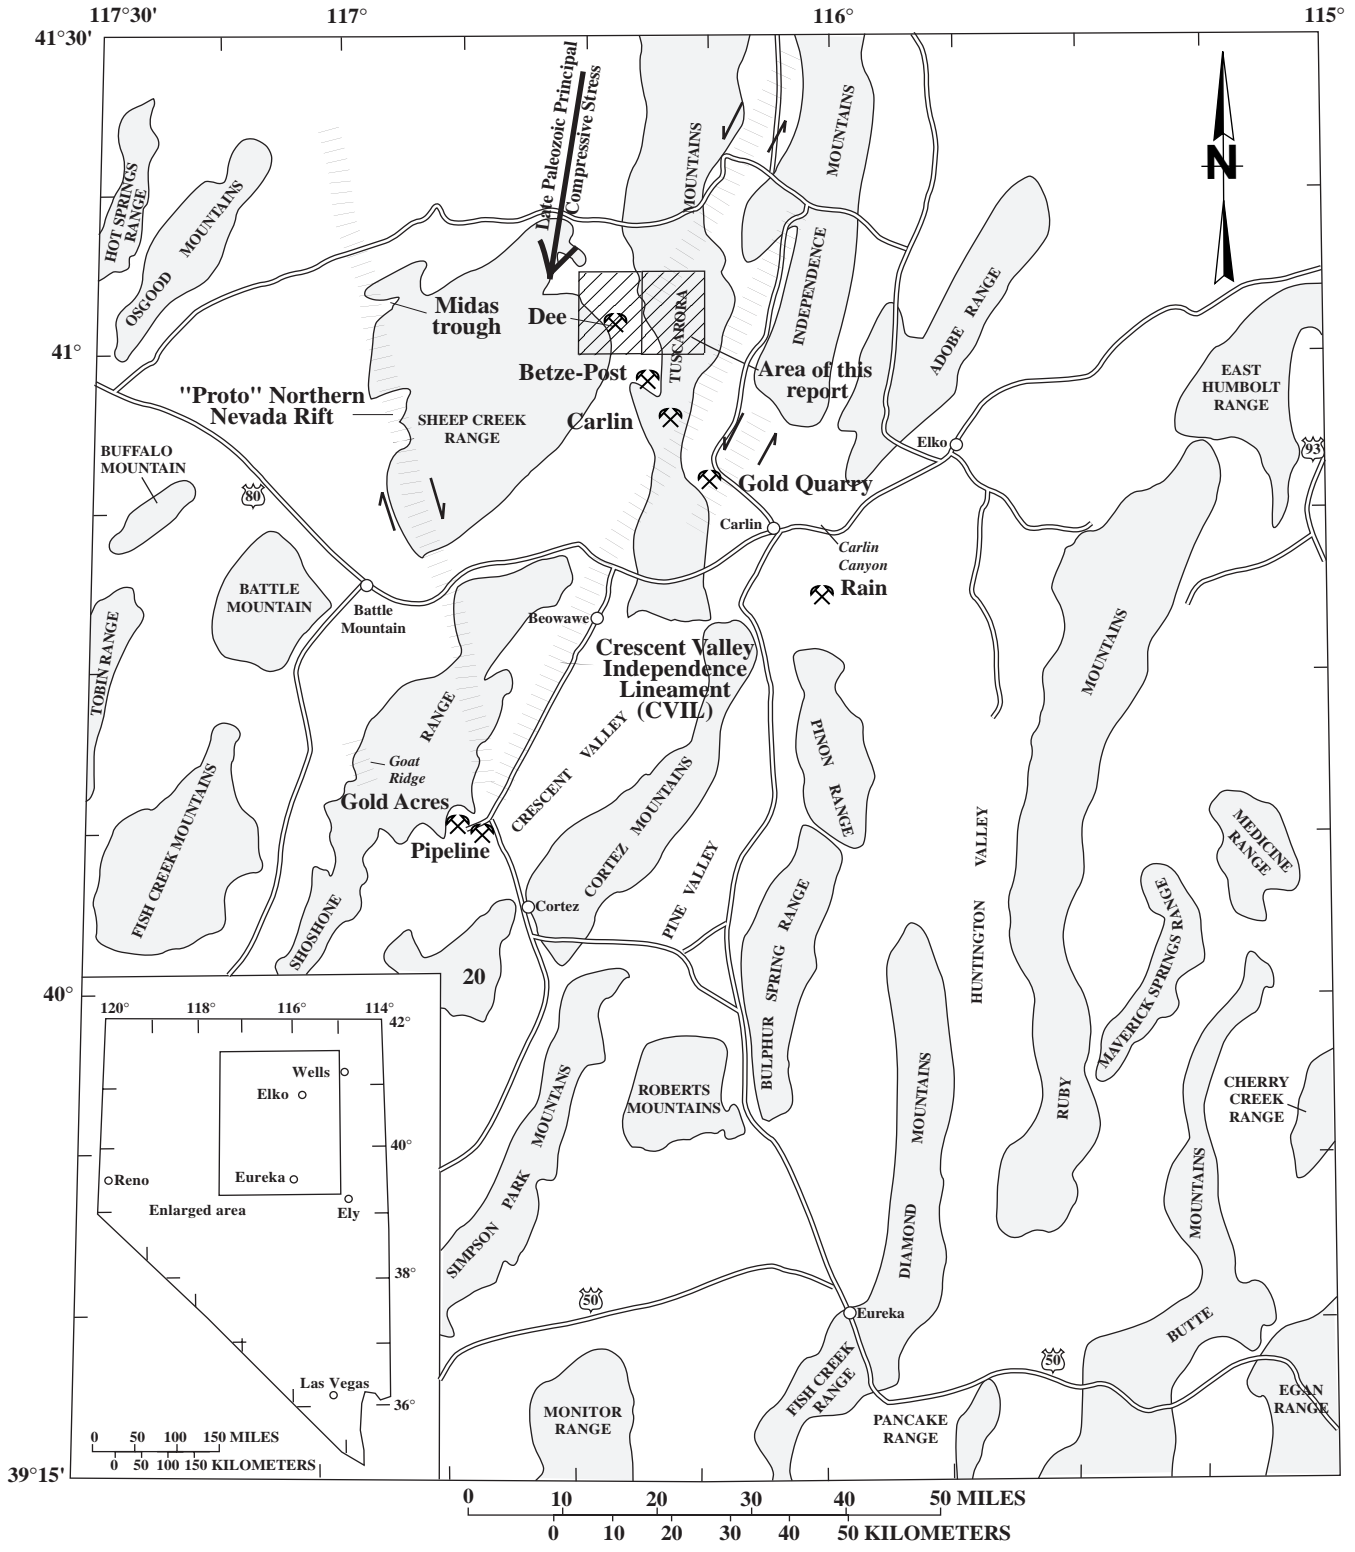 117°30'
117°
116°
115°
41°30'
Late Paleozoic Principal
Compressive Stress
HOT SPRINGS
RANGE
OSGOOD MOUNTAINS
MOUNTAINS
MOUNTAINS
N
INDEPENDENCE
ADOBE RANGE
TUSCARORA
Midas
trough
Dee
41°
Betze-Post
Area of this
report
EAST
HUMBOLT
RANGE
"Proto" Northern
Nevada Rift
SHEEP CREEK
RANGE
Carlin
Elko
93
BUFFALO
MOUNTAIN
80
Gold Quarry
Carlin
Carlin
Canyon
Rain
BATTLE
MOUNTAIN
Battle
Mountain
Beowawe
TOBIN RANGE
Crescent Valley
Independence
Lineament
(CVIL)
MOUNTAINS
RANGE
Goat
Ridge
CRESCENT VALLEY
PINON RANGE
Gold Acres
Pipeline
CORTEZ MOUNTAINS
FISH CREEK MOUNTAINS
PINE VALLEY
HUNTINGTON VALLEY
MEDICINE
RANGE
SHOSHONE
Cortez
BULPHUR SPRING RANGE
MAVERICK SPRINGS RANGE
20
40°
120°
118°
116°
114°
42°
Wells
Elko
40°
Reno
Eureka
Enlarged area
Ely
38°
Las Vegas
36°
0 50 100 150 MILES
0 50 100 150 KILOMETERS
SIMPSON PARK MOUNTANS
ROBERTS
MOUNTAINS
DIAMOND MOUNTAINS
RUBY
CHERRY
CREEK
RANGE
MOUNTAINS
BUTTE
50
Eureka
50
FISH CREEK
RANGE
MONITOR
RANGE
PANCAKE
RANGE
EGAN
RANGE
39°15'
0 10 20 30 40 50 MILES
0 10 20 30 40 50 KILOMETERS